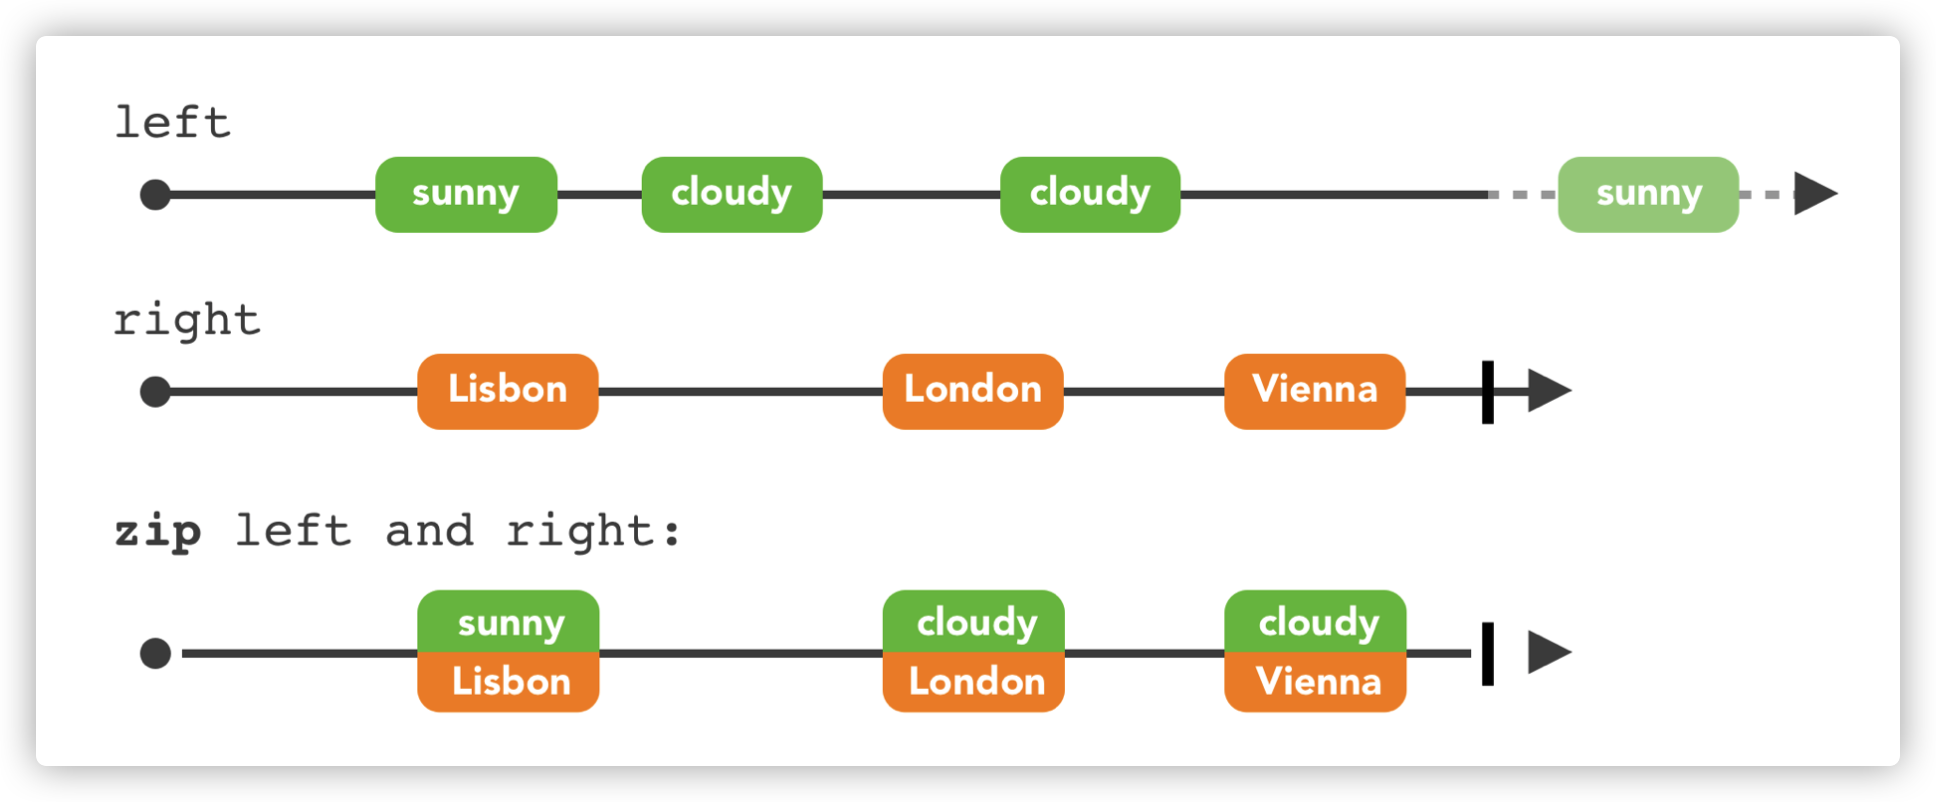 left
sunny cloudy cloudy sunny
right
Lisbon London Vienna
zip left and right:
sunny cloudy cloudy
Lisbon London Vienna